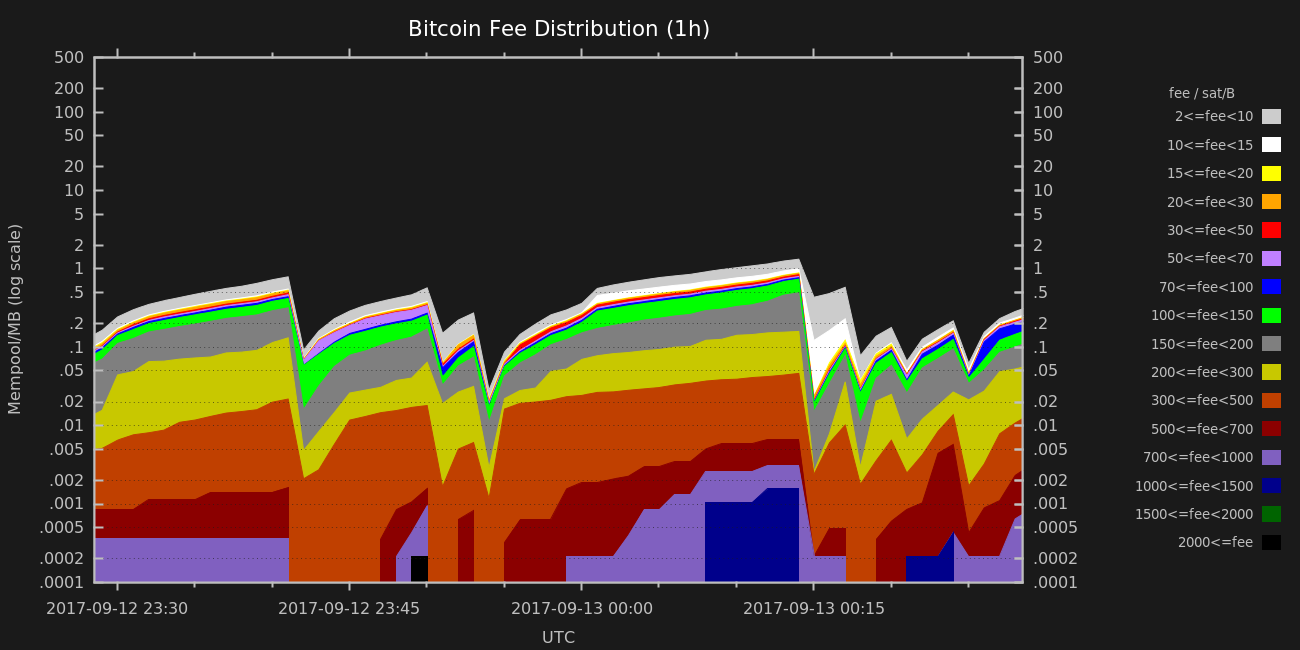 Bitcoin Fee Distribution (1h)
500 500
200 200
100 100
50 50
20 20
10 10
5 5
2 2
1 1
.5 .5
.2 .2
.1 .1
.05 .05
.02 .02
.01 .01
.005 .005
.002 .002
.001 .001
.0005 .0005
.0002 .0002
.0001 .0001
Mempool/MB (log scale)
2017-09-12 23:30 2017-09-12 23:45 2017-09-13 00:00 2017-09-13 00:15
UTC
fee / sat/B
2<=fee<10
10<=fee<15
15<=fee<20
20<=fee<30
30<=fee<50
50<=fee<70
70<=fee<100
100<=fee<150
150<=fee<200
200<=fee<300
300<=fee<500
500<=fee<700
700<=fee<1000
1000<=fee<1500
1500<=fee<2000
2000<=fee